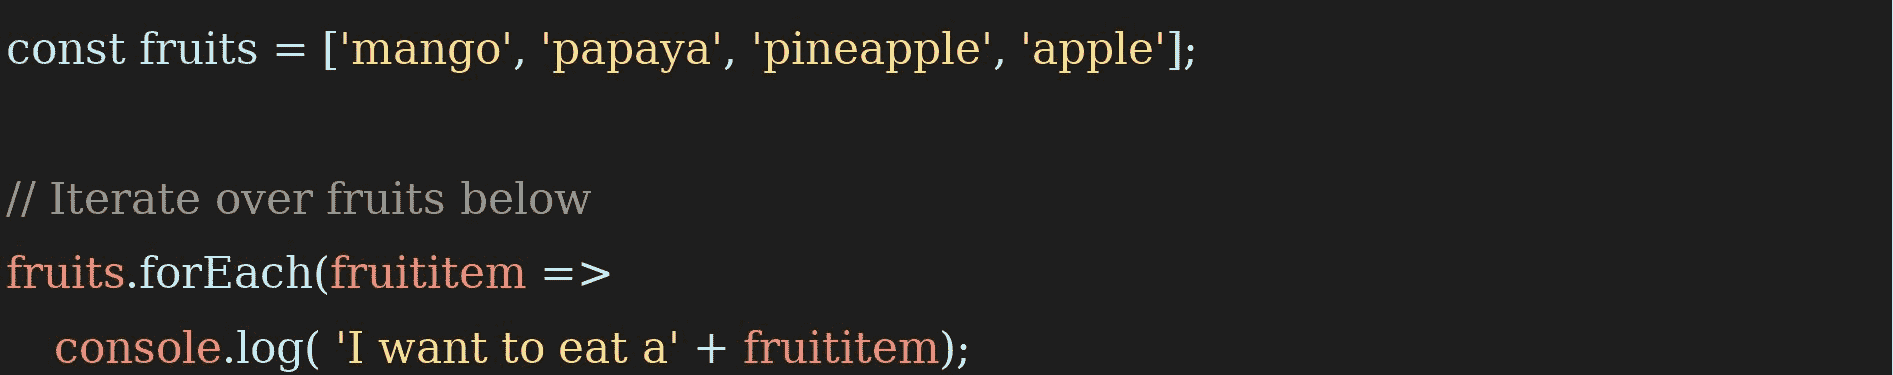 const fruits = ['mango', 'papaya', 'pineapple', 'apple'];
// Iterate over fruits below
fruits.forEach(fruititem =>
console.log( 'I want to eat a' + fruititem);